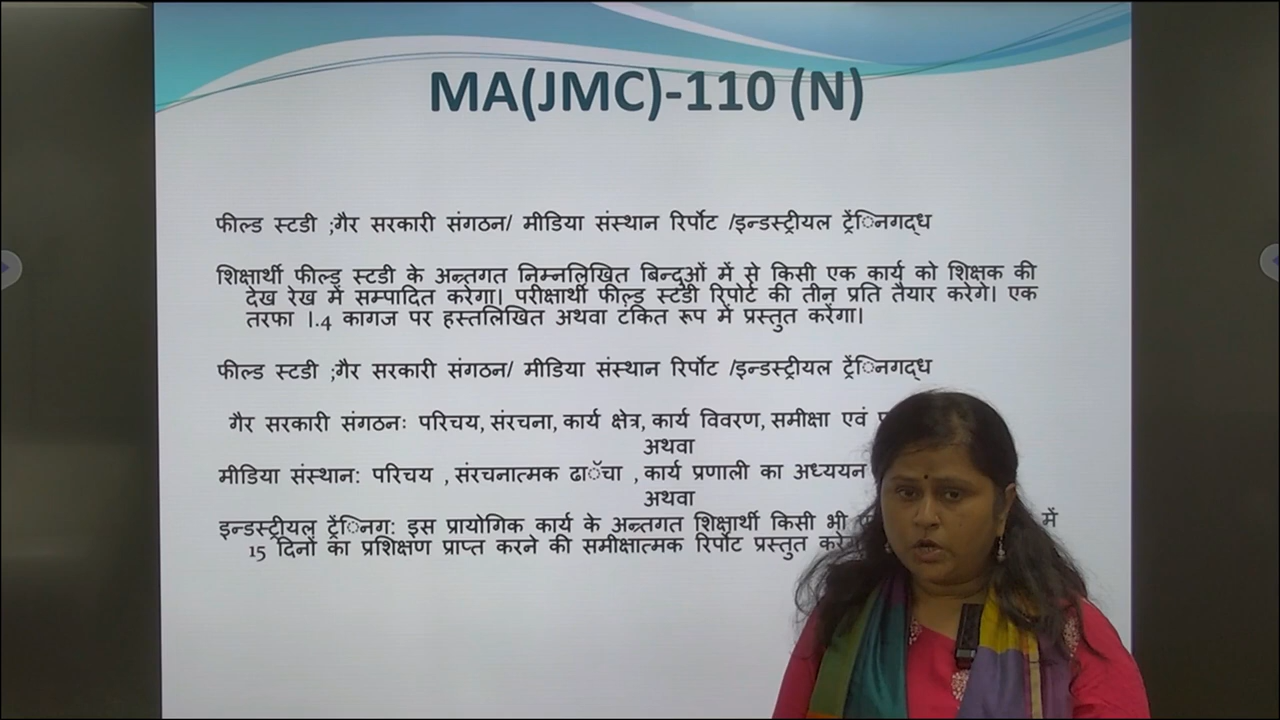 MA(JMC)-110 (N)
फील्ड स्टडी ;गैर सरकारी संगठन/ मीडिया संस्थान रिर्पोट /इन्डस्ट्रीयल ट्रेंिनगद्ध
शिक्षार्थी फील्ड स्टडी के अन्र्तगत निम्नलिखित बिन्दुओं में से किसी एक कार्य को शिक्षक की
देख रेख में सम्पादित करेगा। परीक्षार्थी फील्ड स्टडी रिपोर्ट की तीन प्रति तैयार करेगे। एक
तरफा ।.4 कागज पर हस्तलिखित अथवा टंकित रूप में प्रस्तुत करेंगा।
फील्ड स्टडी ;गैर सरकारी संगठन/ मीडिया संस्थान रिर्पोट /इन्डस्ट्रीयल ट्रेंिनगद्ध
गैर सरकारी संगठनः परिचय, संरचना, कार्य क्षेत्र, कार्य विवरण, समीक्षा एवं
अथवा
मीडिया संस्थान: परिचय , संरचनात्मक ढाॅचा , कार्य प्रणाली का अध्ययन
अथवा
इन्डस्ट्रीयल ट्रेंिनग: इस प्रायोगिक कार्य के अन्र्तगत शिक्षार्थी किसी भी में
15 दिनों का प्रशिक्षण प्राप्त करने की समीक्षात्मक रिर्पोट प्रस्तुत